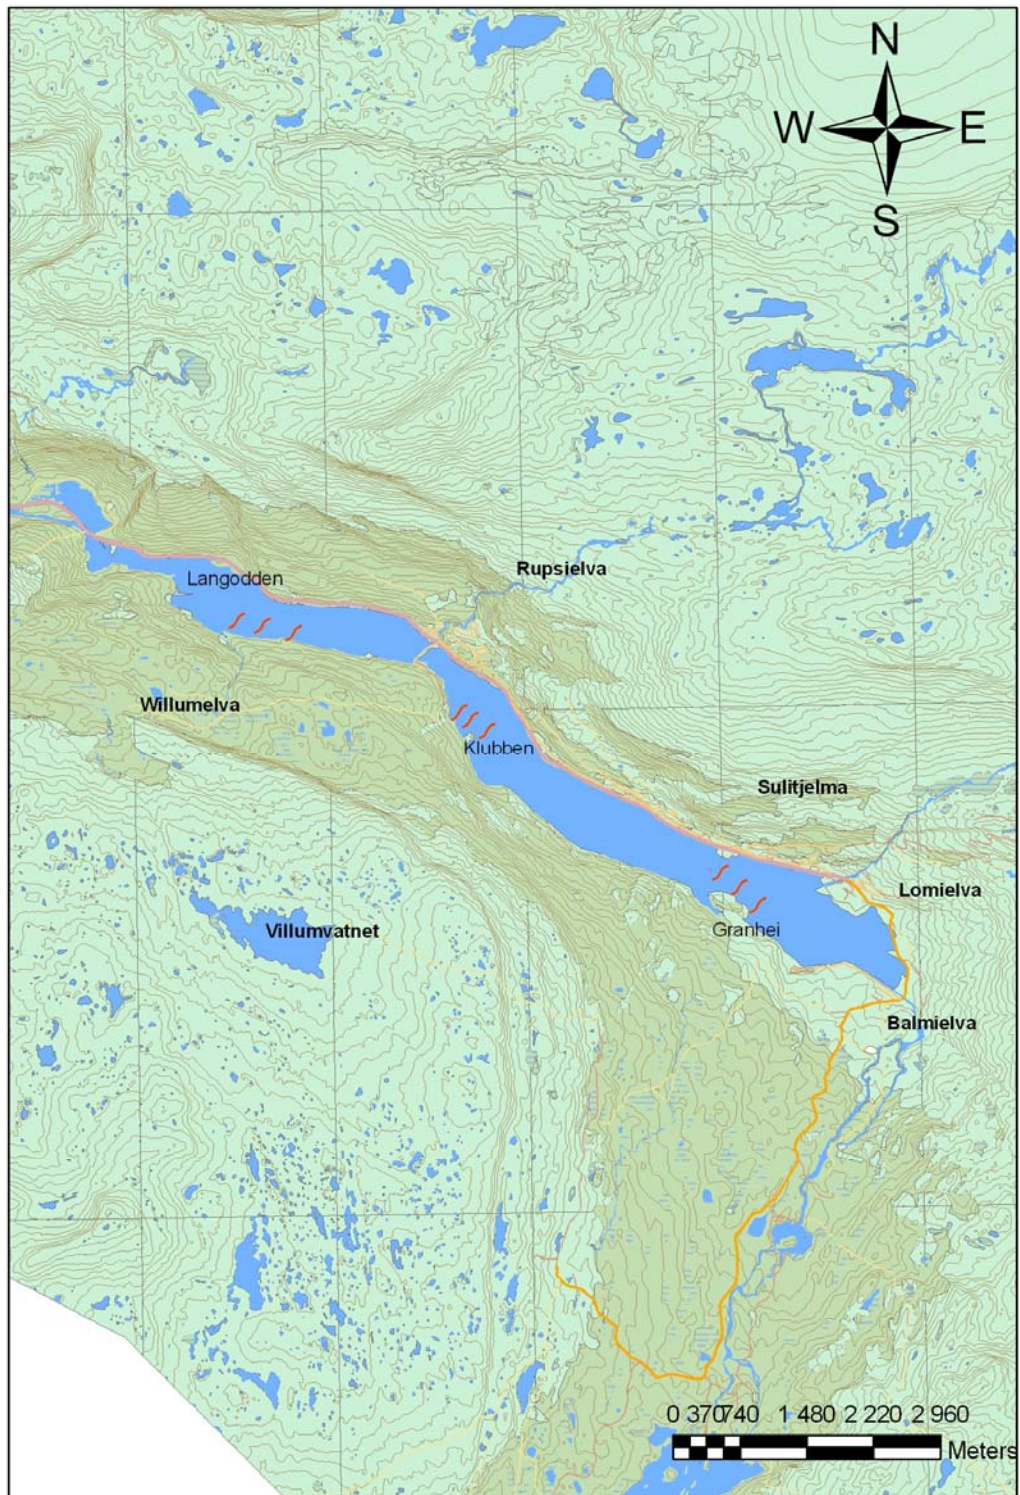 N
W E
S
Rupsielva
Langodden
Willumelva
Klubben
Sulitjelma
Lomielva
Granhei
Villumvatnet
Balmielva
0 370740 1 480 2 220 2 960
Meters